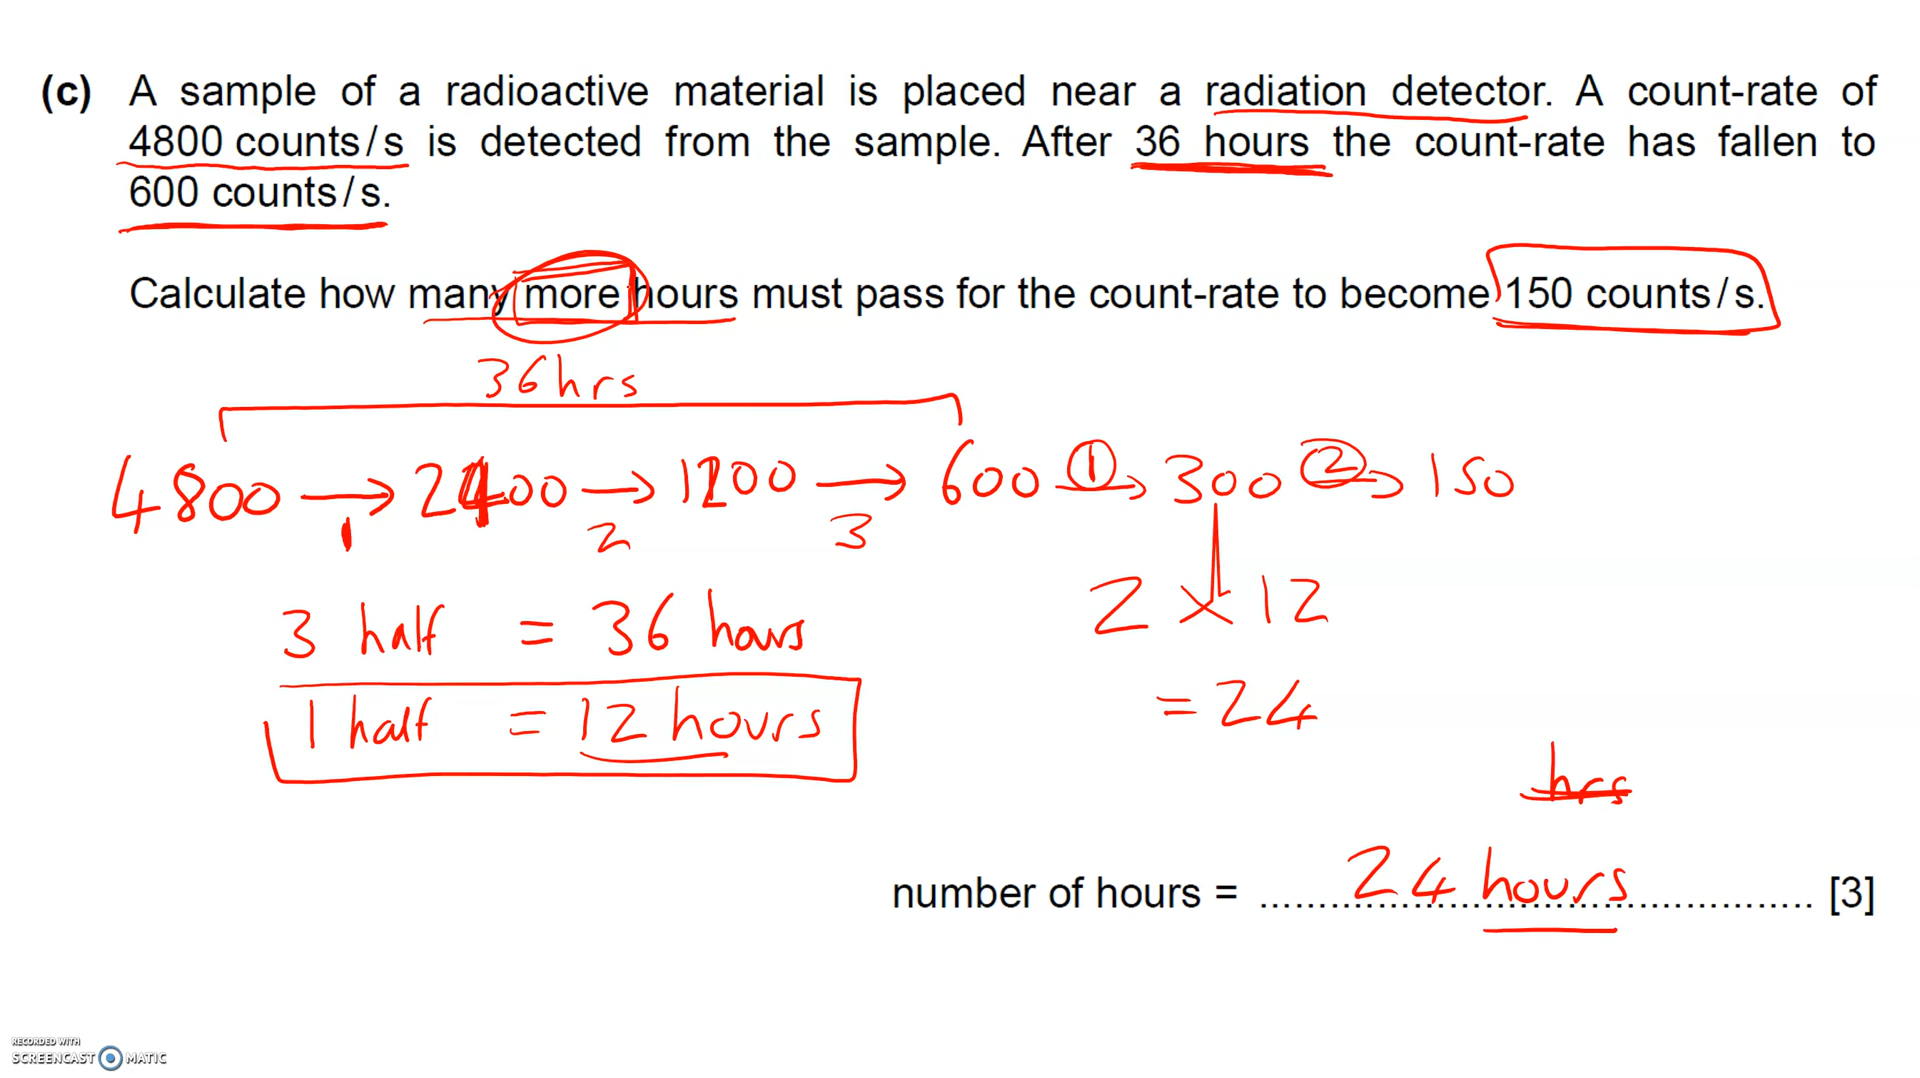 (c) A sample of a radioactive material is placed near a radiation detector. A count-rate of
4800 counts/s is detected from the sample. After 36 hours the count-rate has fallen to
600 counts/s.
Calculate how many more hours must pass for the count-rate to become 150 counts/s.
36hrs
4800 → 2400 → 1200 → 600 ① → 300 ② → 150
1 2 3
3 half = 36 hours
1 half = 12 hours
2 × 12
= 24
hrs
number of hours = ........24 hours........ [3]
RECORDED WITH
SCREENCAST MATIC